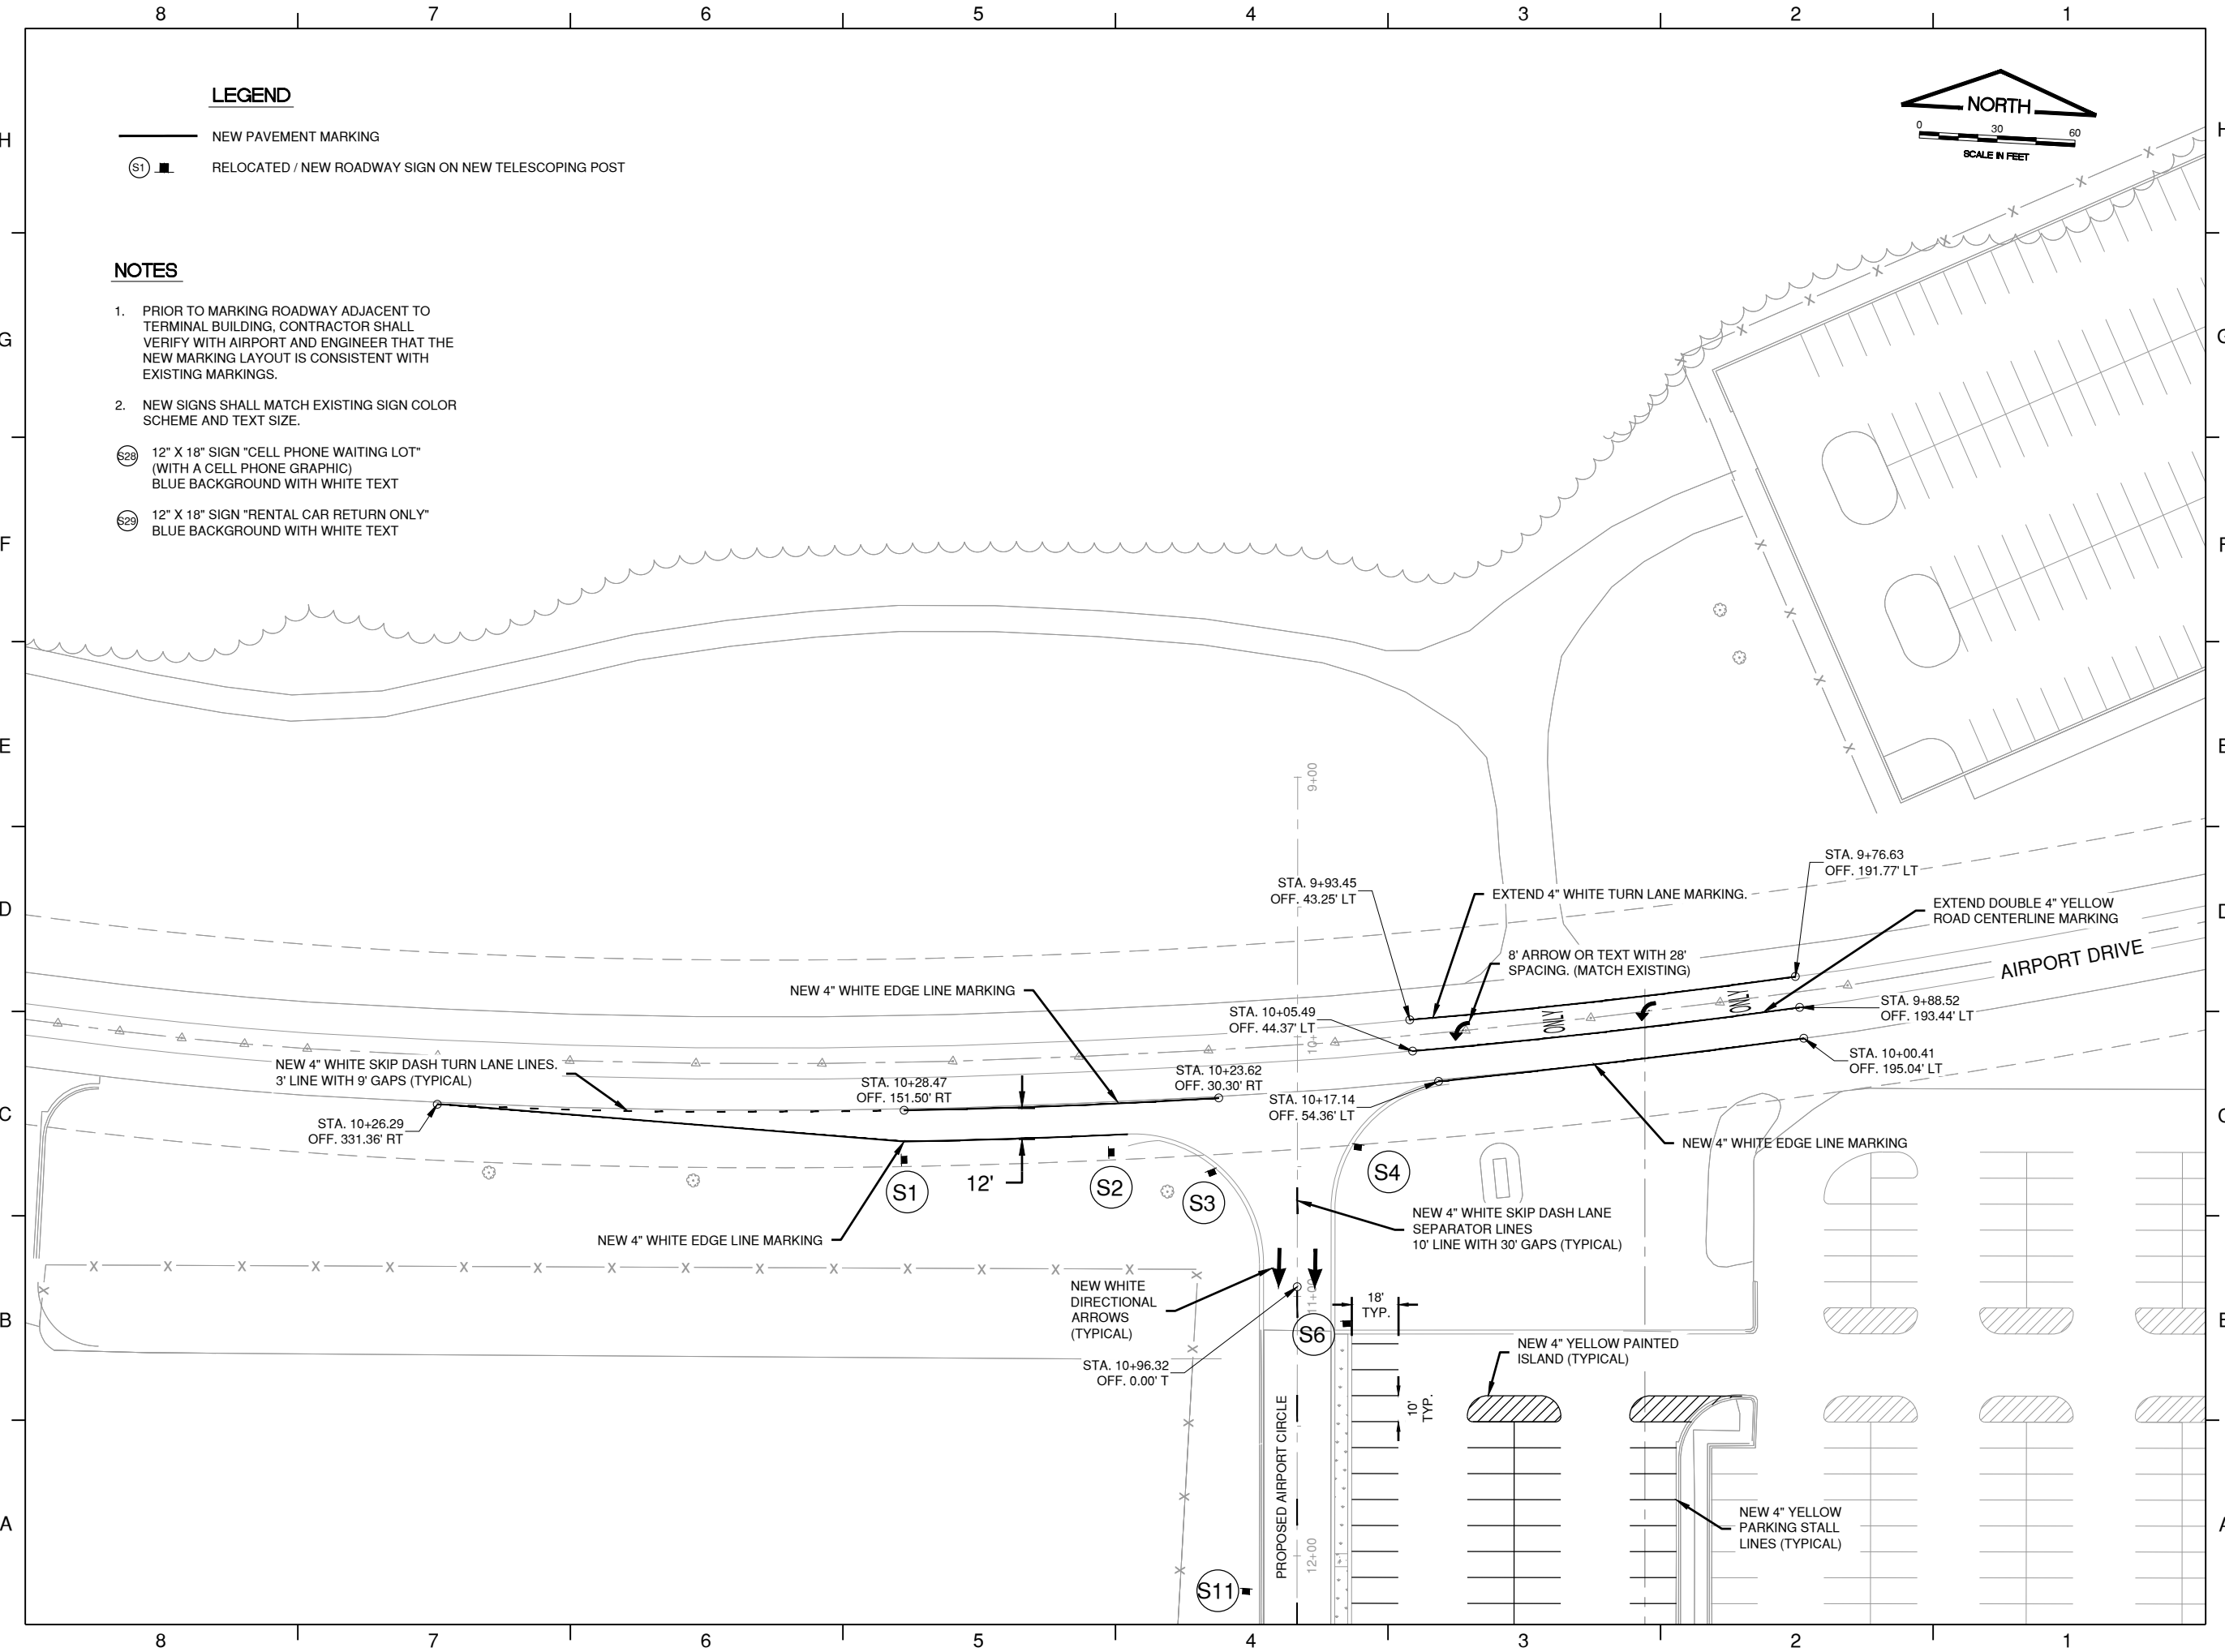 8 7 6 5 4 3 2 1
H
G
F
E
D
C
B
A
LEGEND
NEW PAVEMENT MARKING
S1
RELOCATED / NEW ROADWAY SIGN ON NEW TELESCOPING POST
NORTH
0 30 60
SCALE IN FEET
NOTES
1. PRIOR TO MARKING ROADWAY ADJACENT TO
TERMINAL BUILDING, CONTRACTOR SHALL
VERIFY WITH AIRPORT AND ENGINEER THAT THE
NEW MARKING LAYOUT IS CONSISTENT WITH
EXISTING MARKINGS.
2. NEW SIGNS SHALL MATCH EXISTING SIGN COLOR
SCHEME AND TEXT SIZE.
S28 12" X 18" SIGN "CELL PHONE WAITING LOT"
(WITH A CELL PHONE GRAPHIC)
BLUE BACKGROUND WITH WHITE TEXT
S29 12" X 18" SIGN "RENTAL CAR RETURN ONLY"
BLUE BACKGROUND WITH WHITE TEXT
9+00
STA. 9+76.63
OFF. 191.77' LT
STA. 9+93.45
OFF. 43.25' LT
EXTEND 4" WHITE TURN LANE MARKING.
EXTEND DOUBLE 4" YELLOW
ROAD CENTERLINE MARKING
8' ARROW OR TEXT WITH 28'
SPACING. (MATCH EXISTING)
AIRPORT DRIVE
NEW 4" WHITE EDGE LINE MARKING
STA. 10+05.49
OFF. 44.37' LT
ONLY
ONLY
STA. 9+88.52
OFF. 193.44' LT
NEW 4" WHITE SKIP DASH TURN LANE LINES.
3' LINE WITH 9' GAPS (TYPICAL)
STA. 10+28.47
OFF. 151.50' RT
STA. 10+23.62
OFF. 30.30' RT
STA. 10+00.41
OFF. 195.04' LT
STA. 10+17.14
OFF. 54.36' LT
STA. 10+26.29
OFF. 331.36' RT
NEW 4" WHITE EDGE LINE MARKING
12'
S1
S2
S3
S4
NEW 4" WHITE SKIP DASH LANE
SEPARATOR LINES
10' LINE WITH 30' GAPS (TYPICAL)
NEW 4" WHITE EDGE LINE MARKING
NEW WHITE
DIRECTIONAL
ARROWS
(TYPICAL)
11+00
18'
TYP.
S6
NEW 4" YELLOW PAINTED
ISLAND (TYPICAL)
STA. 10+96.32
OFF. 0.00' T
10'
TYP.
PROPOSED AIRPORT CIRCLE
NEW 4" YELLOW
PARKING STALL
LINES (TYPICAL)
12+00
S11
H
G
F
E
D
C
B
A
8 7 6 5 4 3 2 1